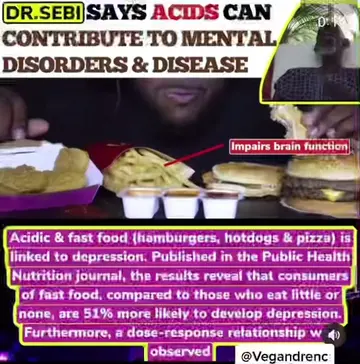 DR.SEBI SAYS ACIDS CAN
CONTRIBUTE TO MENTAL
DISORDERS & DISEASE
Impairs brain function
Acidic & fast food (hamburgers, hotdogs & pizza) is
linked to depression. Published in the Public Health
Nutrition journal, the results reveal that consumers
of fast food, compared to those who eat little or
none, are 51% more likely to develop depression.
Furthermore, a dose-response relationship w
observed
@Vegandrenc